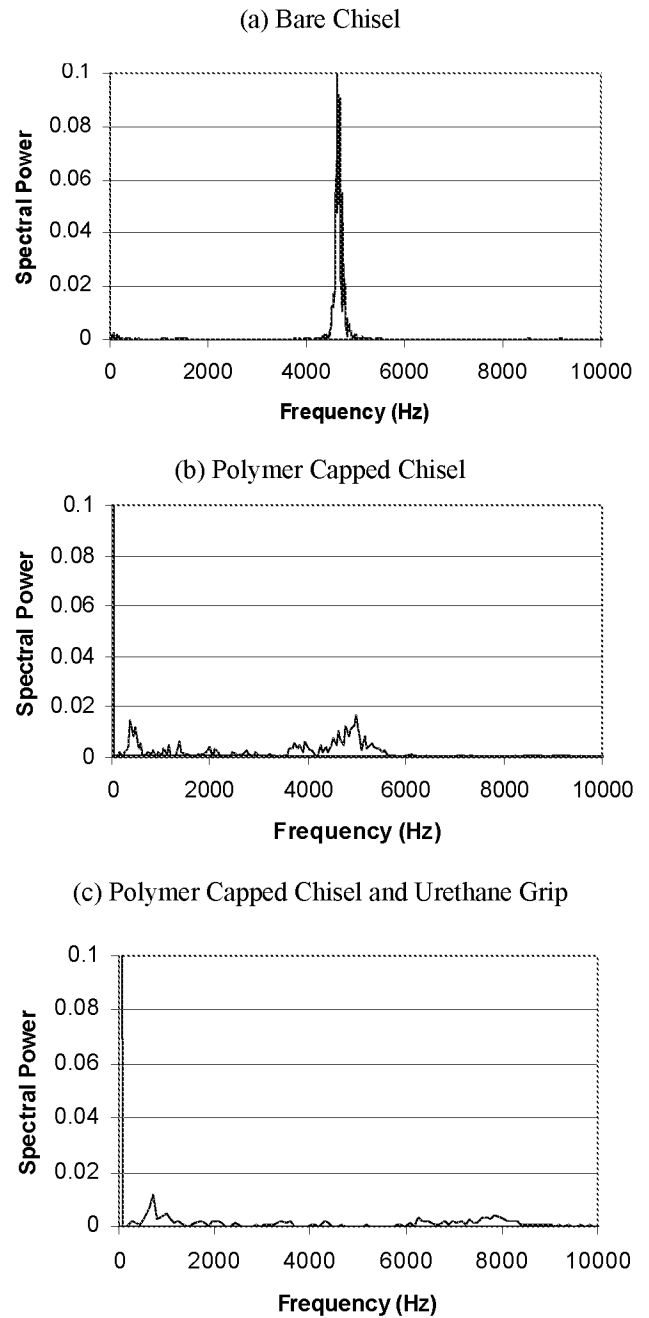 (a) Bare Chisel
0.1
0.08
0.06
0.04
0.02
0
Spectral Power
0 2000 4000 6000 8000 10000
Frequency (Hz)
(b) Polymer Capped Chisel
0.1
0.08
0.06
0.04
0.02
0
Spectral Power
0 2000 4000 6000 8000 10000
Frequency (Hz)
(c) Polymer Capped Chisel and Urethane Grip
0.1
0.08
0.06
0.04
0.02
0
Spectral Power
0 2000 4000 6000 8000 10000
Frequency (Hz)